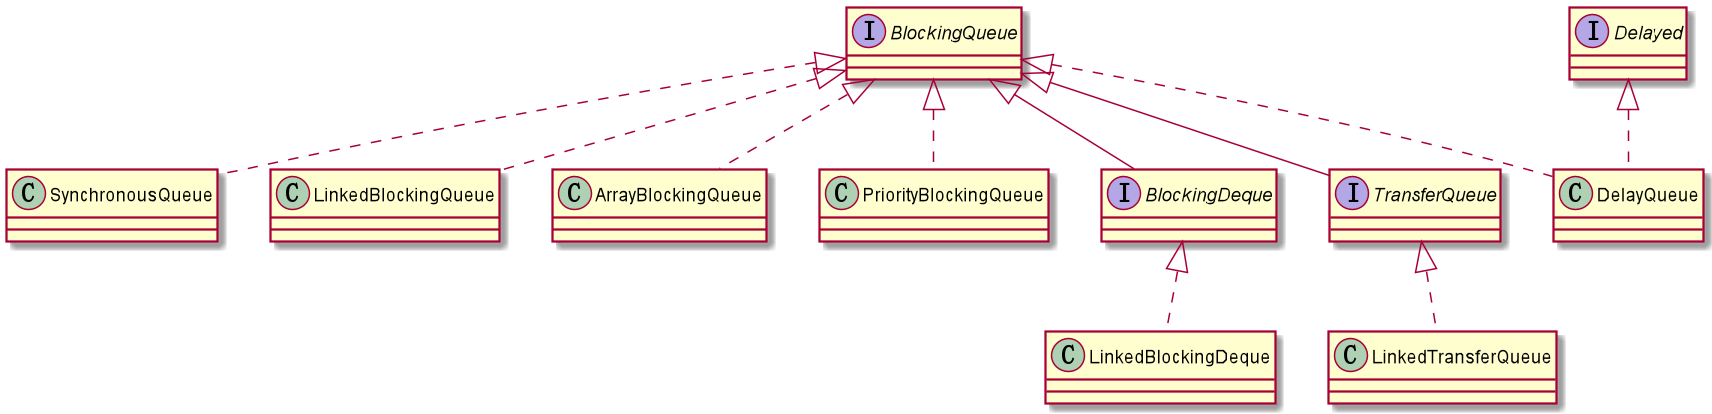 I BlockingQueue
I Delayed
C SynchronousQueue
C LinkedBlockingQueue
C ArrayBlockingQueue
C PriorityBlockingQueue
I BlockingDeque
I TransferQueue
C DelayQueue
C LinkedBlockingDeque
C LinkedTransferQueue